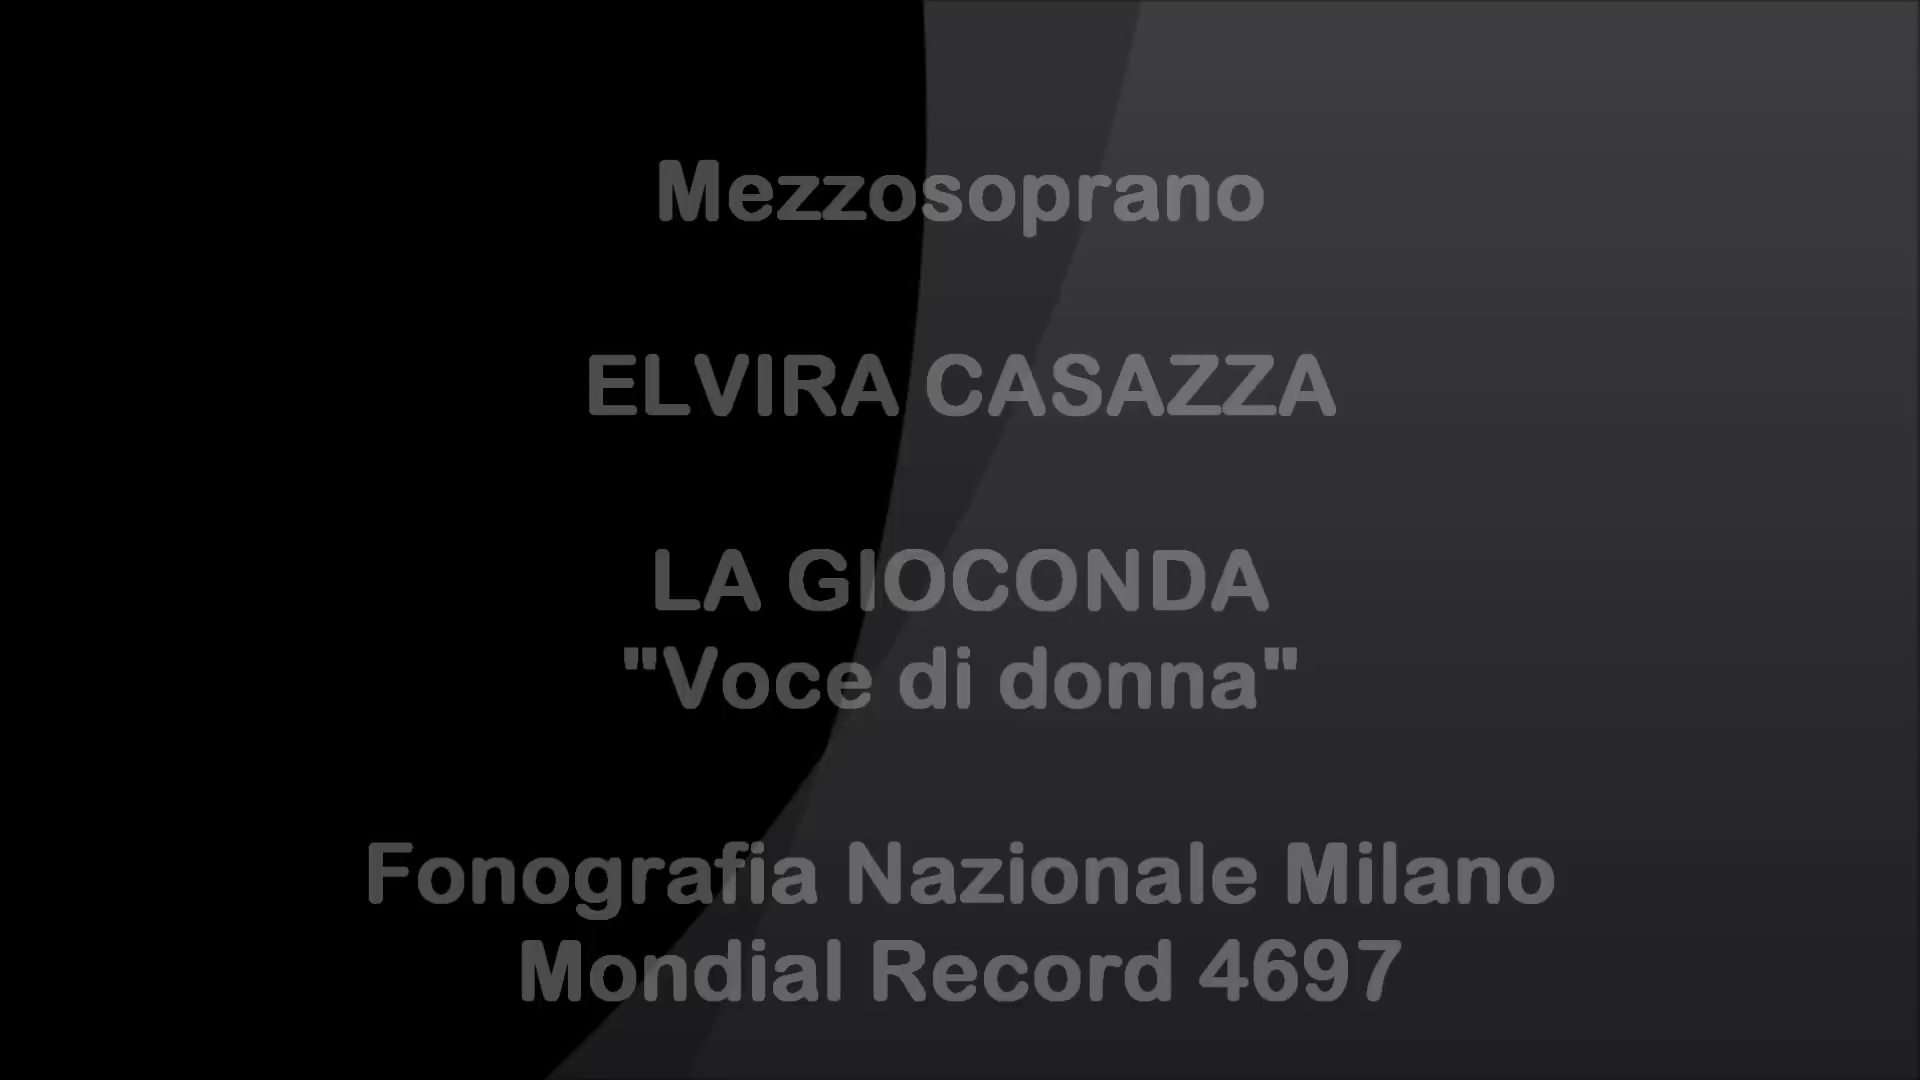 Mezzosoprano
ELVIRA CASAZZA
LA GIOCONDA
"Voce di donna"
Fonografia Nazionale Milano
Mondial Record 4697